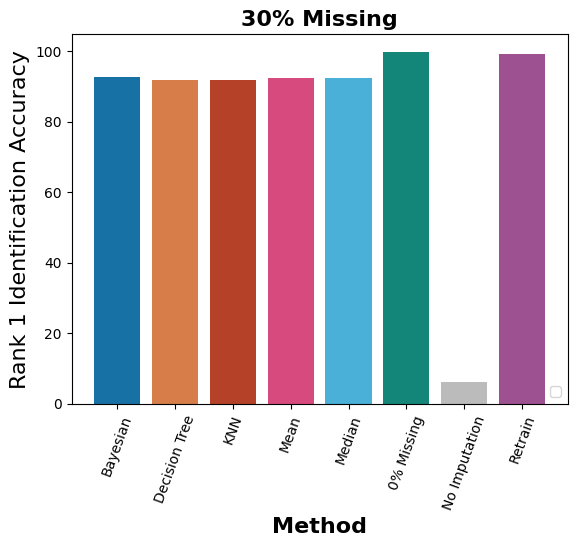 30% Missing
Rank 1 Identification Accuracy
100
80
60
40
20
0
Bayesian
Decision Tree
KNN
Mean
Median
0% Missing
No Imputation
Retrain
Method